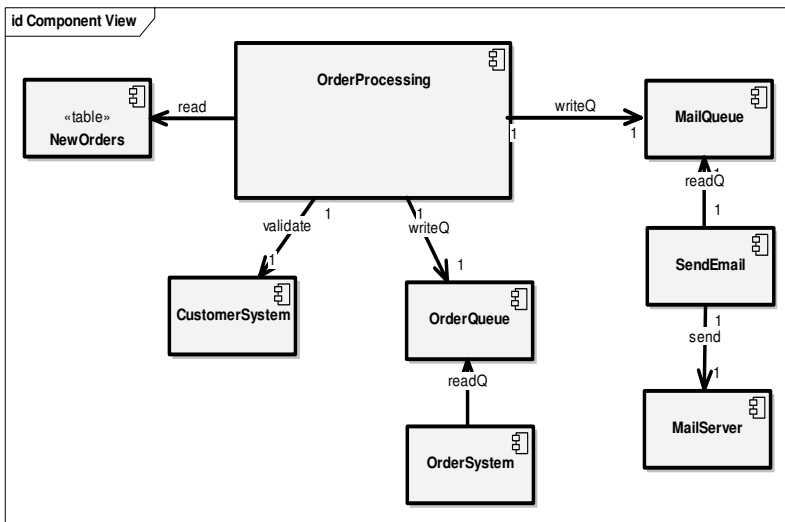 id Component View
OrderProcessing
«table»
NewOrders
read
writeQ
1
1
MailQueue
readQ
1
1
validate
1
1
writeQ
1
1
CustomerSystem
OrderQueue
SendEmail
1
send
1
readQ
OrderSystem
MailServer